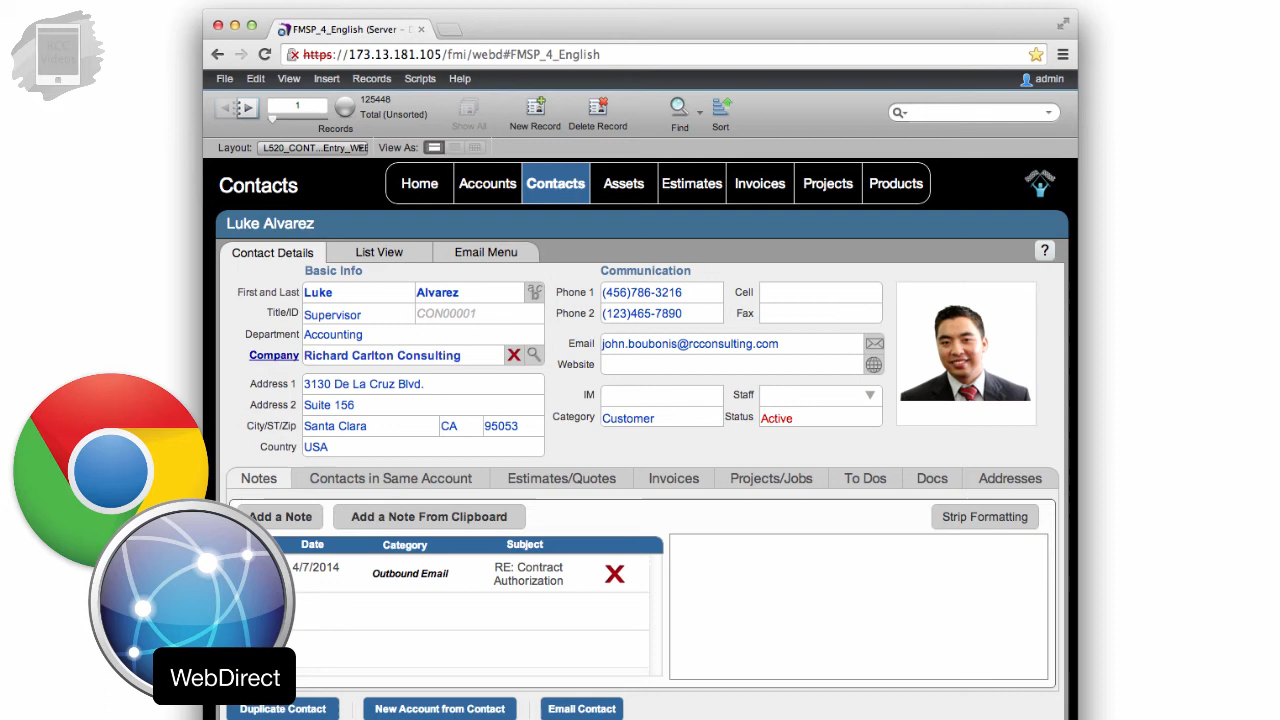 KCC
Videos
FMSP_4_English (Server – D
https://173.13.181.105/fmi/webd#FMSP_4_English
File Edit View Insert Records Scripts Help
admin
1
125448
Total (Unsorted)
Records
Show All
New Record
Delete Record
Find
Sort
Layout: L520_CONT...Entry_WEB View As:
Contacts
Home Accounts Contacts Assets Estimates Invoices Projects Products
Luke Alvarez
Contact Details List View Email Menu
?
Basic Info
Communication
First and Last Luke Alvarez
Phone 1 (456)786-3216 Cell
Title/ID Supervisor CON00001
Phone 2 (123)465-7890 Fax
Department Accounting
Company Richard Carlton Consulting
Email john.boubonis@rcconsulting.com
Website
Address 1 3130 De La Cruz Blvd.
Address 2 Suite 156
City/ST/Zip Santa Clara CA 95053
Country USA
IM Staff
Category Customer Status Active
Notes Contacts in Same Account Estimates/Quotes Invoices Projects/Jobs To Dos Docs Addresses
Add a Note Add a Note From Clipboard Strip Formatting
Date Category Subject
4/7/2014 Outbound Email RE: Contract
Authorization
WebDirect
Duplicate Contact New Account from Contact Email Contact